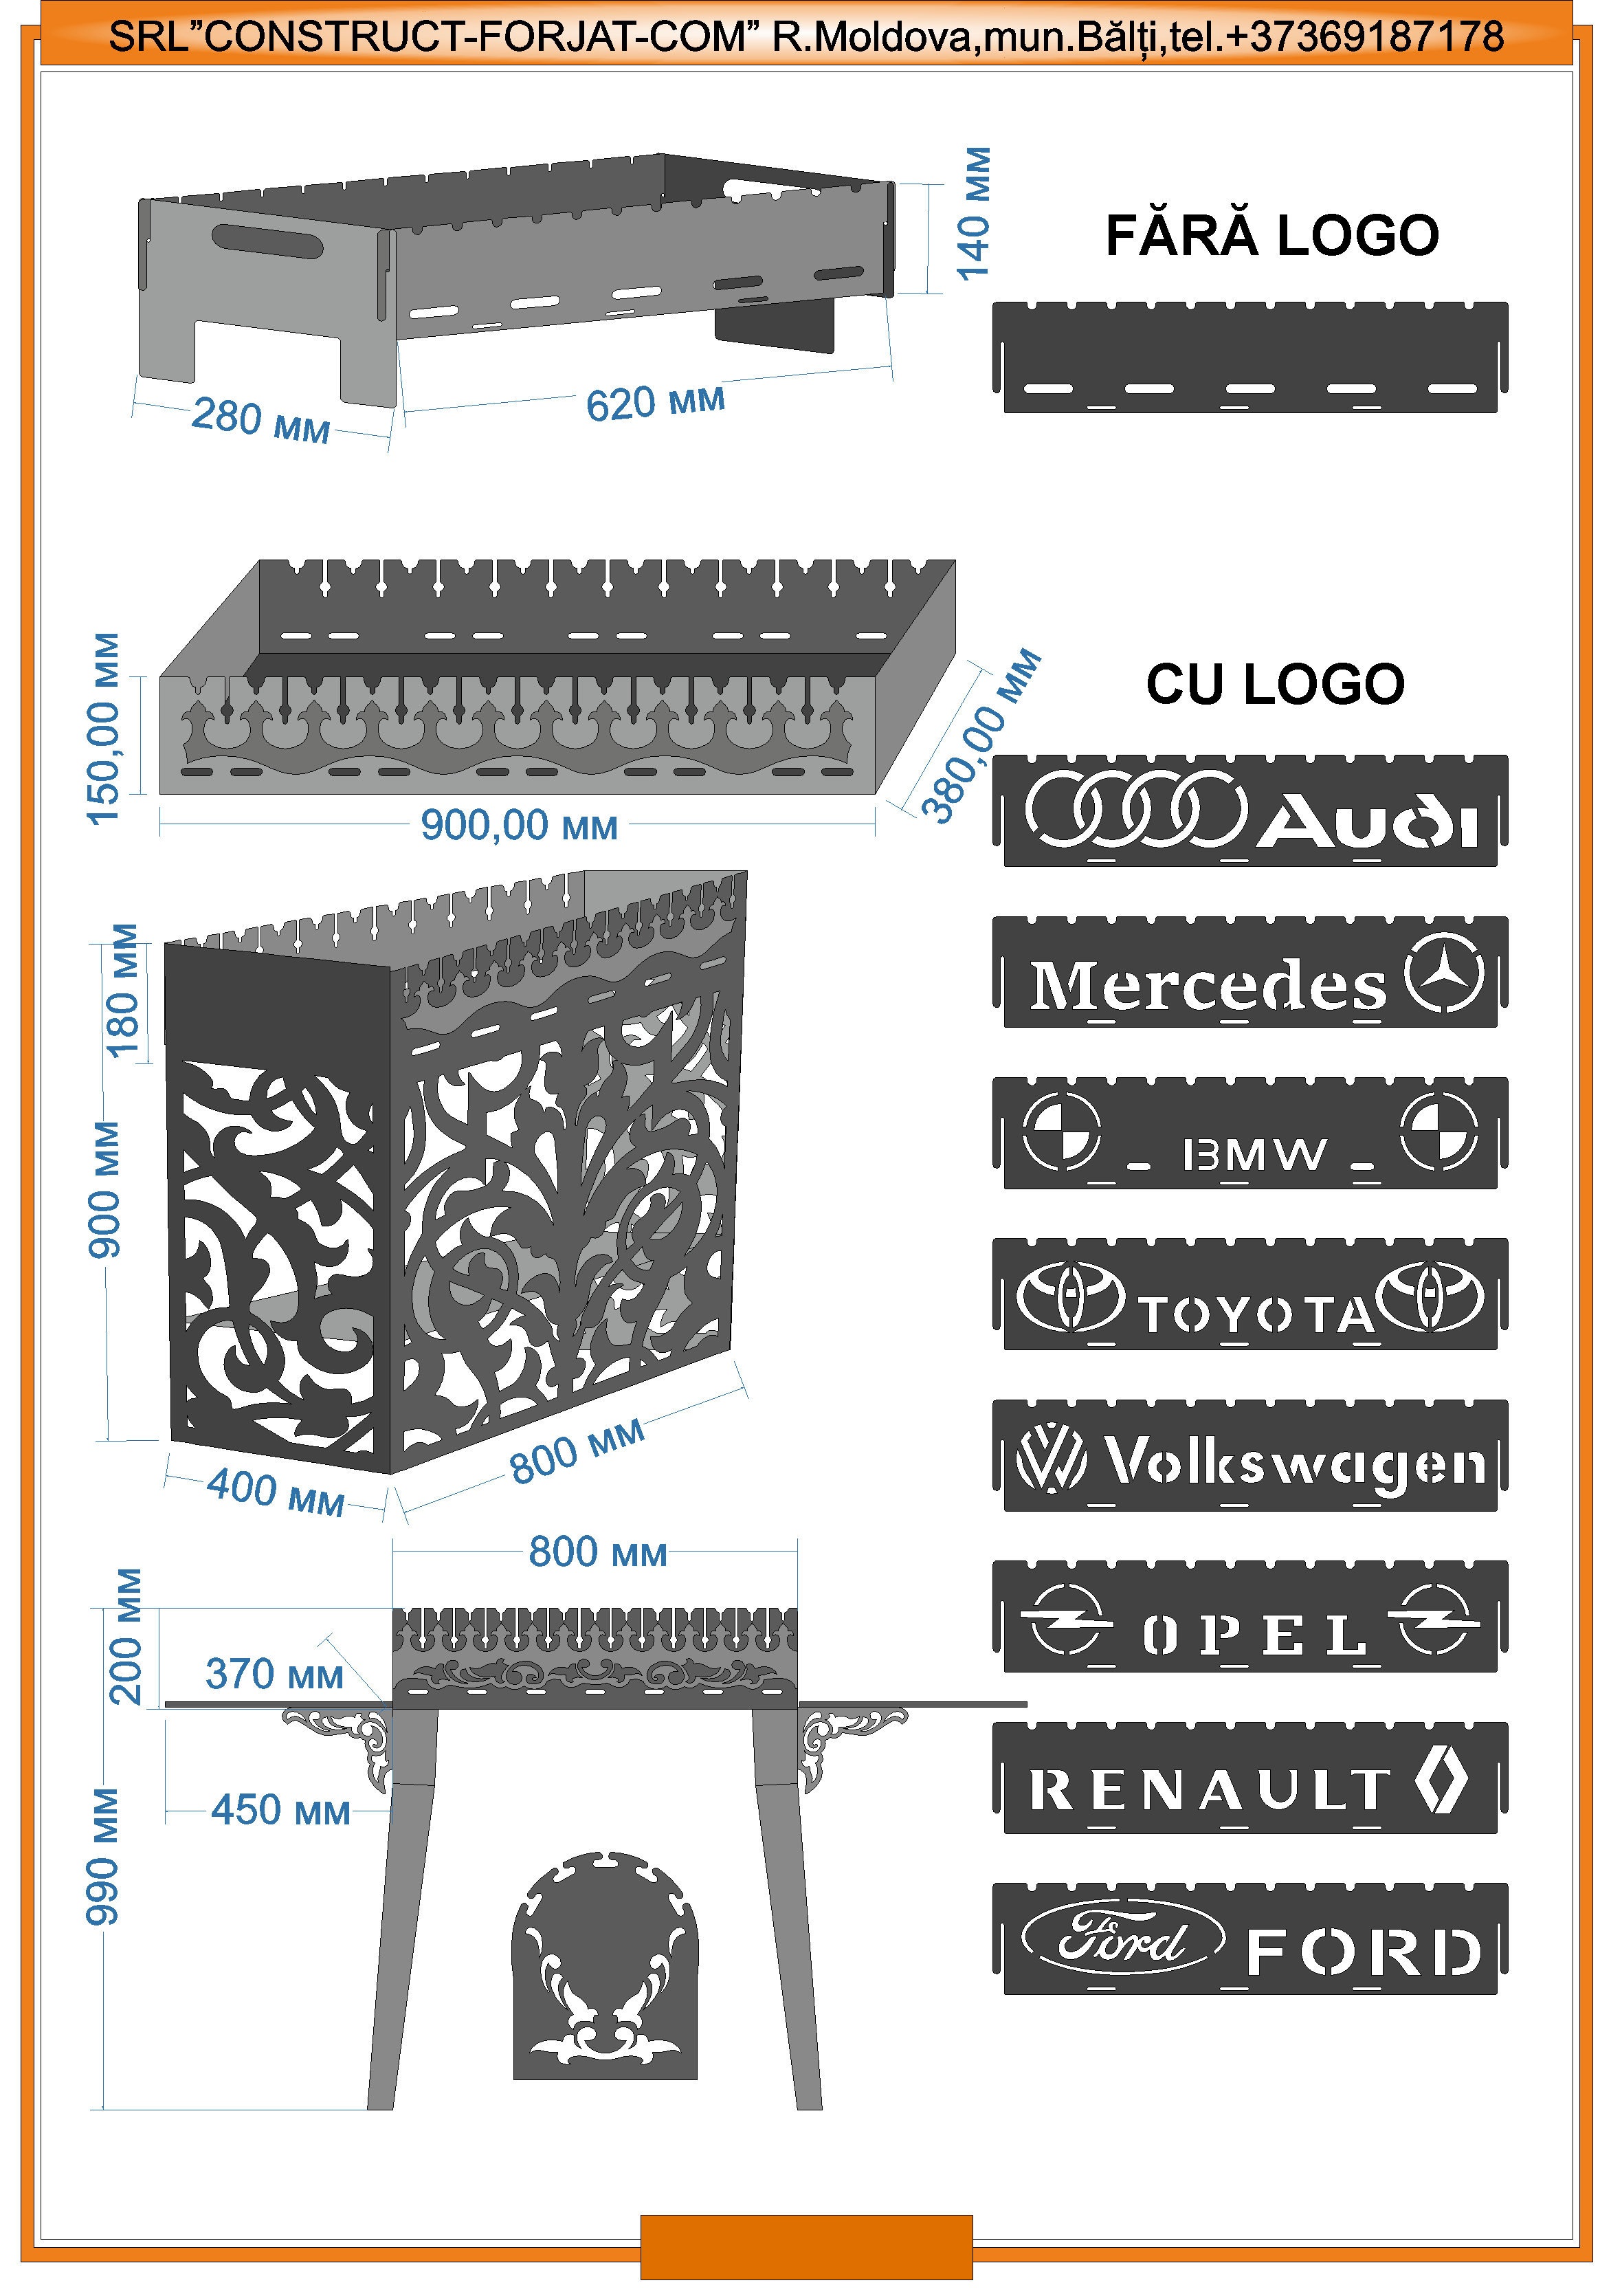 SRL”CONSTRUCT-FORJAT-COM” R.Moldova,mun.Bălți,tel.+37369187178
140 мм
FĂRĂ LOGO
280 мм
620 мм
150,00 мм
900,00 мм
380,00 мм
CU LOGO
Audi
Mercedes
BMW
TOYOTA
Volkswagen
OPEL
RENAULT
Ford FORD
180 мм
900 мм
400 мм
800 мм
800 мм
200 мм
370 мм
450 мм
990 мм